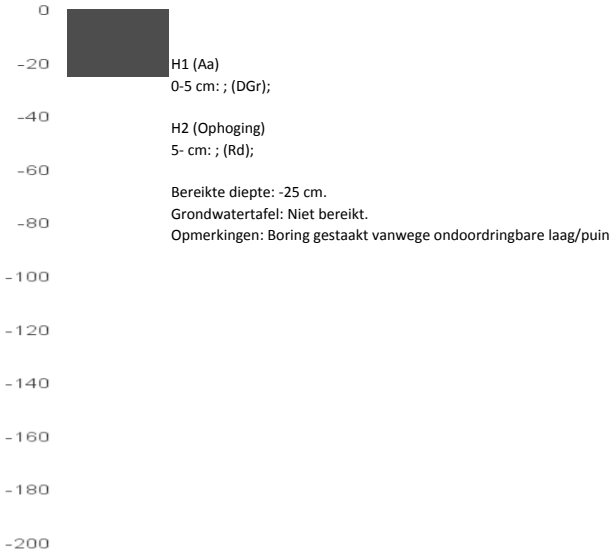 0
-20
-40
-60
-80
-100
-120
-140
-160
-180
-200
H1 (Aa)
0-5 cm: ; (DGr);
H2 (Ophoging)
5- cm: ; (Rd);
Bereikte diepte: -25 cm.
Grondwatertafel: Niet bereikt.
Opmerkingen: Boring gestaakt vanwege ondoordringbare laag/puin